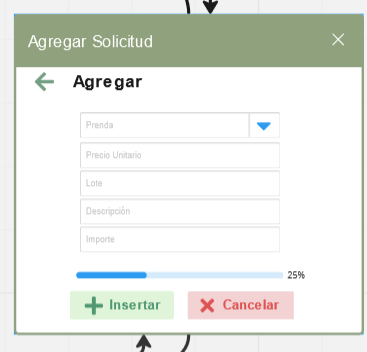 Agregar Solicitud
Agregar
Prenda
Precio Unitario
Lote
Descripción
Importe
25%
Insertar
Cancelar